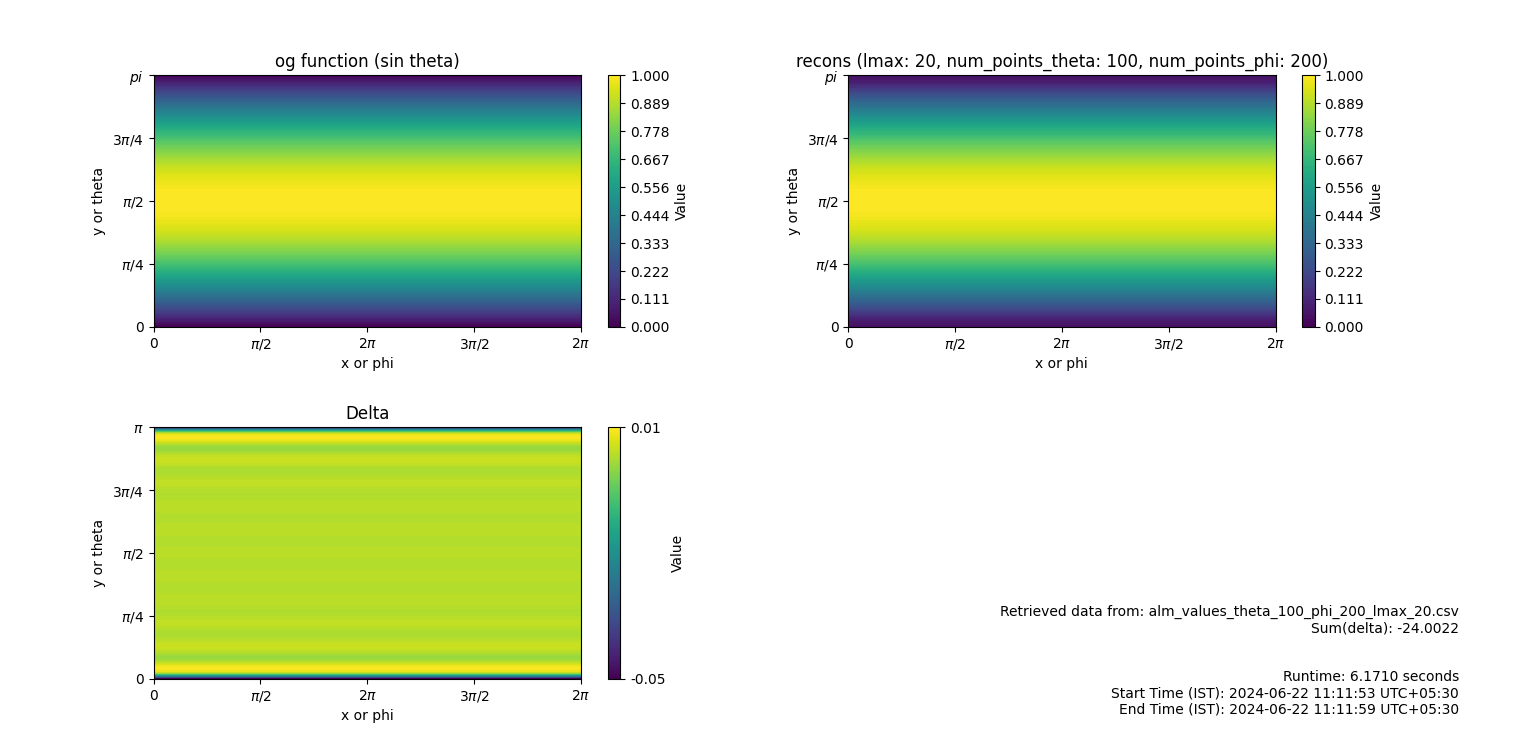 og function (sin theta)
pi
3π/4
π/2
π/4
0
y or theta
0 π/2 2π 3π/2 2π
x or phi
1.000
0.889
0.778
0.667
0.556
0.444
0.333
0.222
0.111
0.000
Value
recons (lmax: 20, num_points_theta: 100, num_points_phi: 200)
pi
3π/4
π/2
π/4
0
y or theta
0 π/2 2π 3π/2 2π
x or phi
1.000
0.889
0.778
0.667
0.556
0.444
0.333
0.222
0.111
0.000
Value
Delta
π
3π/4
π/2
π/4
0
y or theta
0 π/2 2π 3π/2 2π
x or phi
0.01
-0.05
Value
Retrieved data from: alm_values_theta_100_phi_200_lmax_20.csv
Sum(delta): -24.0022
Runtime: 6.1710 seconds
Start Time (IST): 2024-06-22 11:11:53 UTC+05:30
End Time (IST): 2024-06-22 11:11:59 UTC+05:30